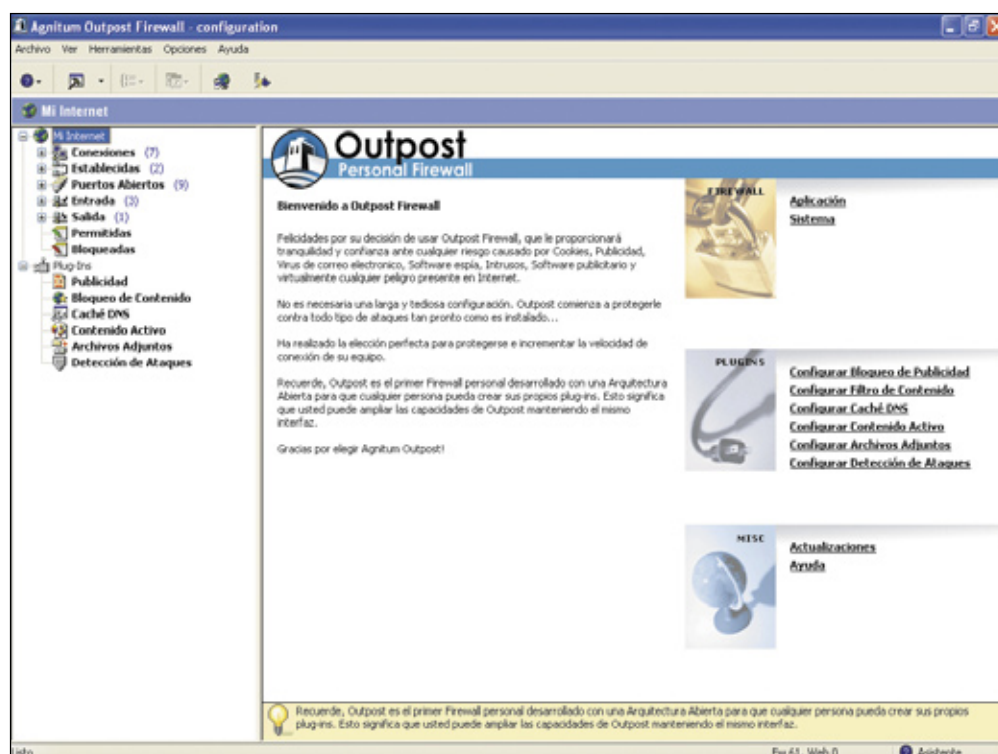 Agnitum Outpost Firewall - configuration
Archivo Ver Herramientas Opciones Ayuda
Mi Internet
Mi Internet
Conexiones (7)
Establecidas (2)
Puertos Abiertos (9)
Entrada (3)
Salida (1)
Permitidas
Bloqueadas
Plug-Ins
Publicidad
Bloqueo de Contenido
Caché DNS
Contenido Activo
Archivos Adjuntos
Detección de Ataques
Outpost
Personal Firewall
Bienvenido a Outpost Firewall
Felicidades por su decisión de usar Outpost Firewall, que le proporcionará
tranquilidad y confianza ante cualquier riesgo causado por Cookies, Publicidad,
Virus de correo electronico, Software espía, Intrusos, Software publicitario y
virtualmente cualquier peligro presente en Internet.
No es necesaria una larga y tediosa configuración. Outpost comienza a protegerle
contra todo tipo de ataques tan pronto como es instalado...
Ha realizado la elección perfecta para protegerse e incrementar la velocidad de
conexión de su equipo.
Recuerde, Outpost es el primer Firewall personal desarrollado con una Arquitectura
Abierta para que cualquier persona pueda crear sus propios plug-ins. Esto significa
que usted puede ampliar las capacidades de Outpost manteniendo el mismo
interfaz.
Gracias por elegir Agnitum Outpost!
FIREWALL
Aplicación
Sistema
PLUGINS
Configurar Bloqueo de Publicidad
Configurar Filtro de Contenido
Configurar Caché DNS
Configurar Contenido Activo
Configurar Archivos Adjuntos
Configurar Detección de Ataques
MISC
Actualizaciones
Ayuda
Recuerde, Outpost es el primer Firewall personal desarrollado con una Arquitectura Abierta para que cualquier persona pueda crear sus propios
plug-ins. Esto significa que usted puede ampliar las capacidades de Outpost manteniendo el mismo interfaz.
Listo
61, Web 0
Asistente